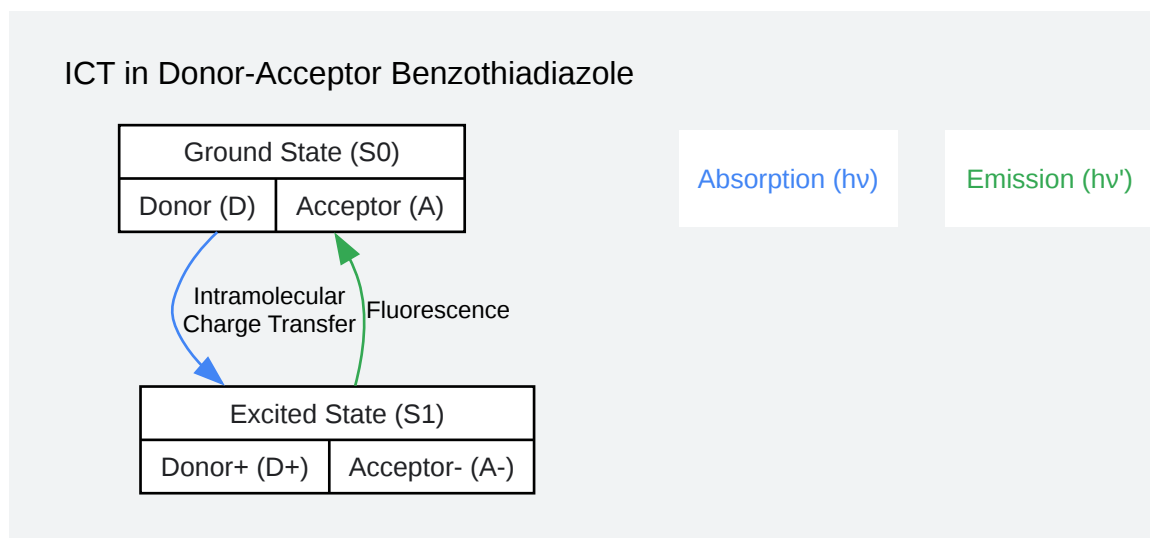 ICT in Donor-Acceptor Benzothiadiazole
Ground State (S0)
Donor (D)
Acceptor (A)
Absorption (hν)
Emission (hν')
Intramolecular
Charge Transfer
Fluorescence
Excited State (S1)
Donor+ (D+)
Acceptor- (A-)